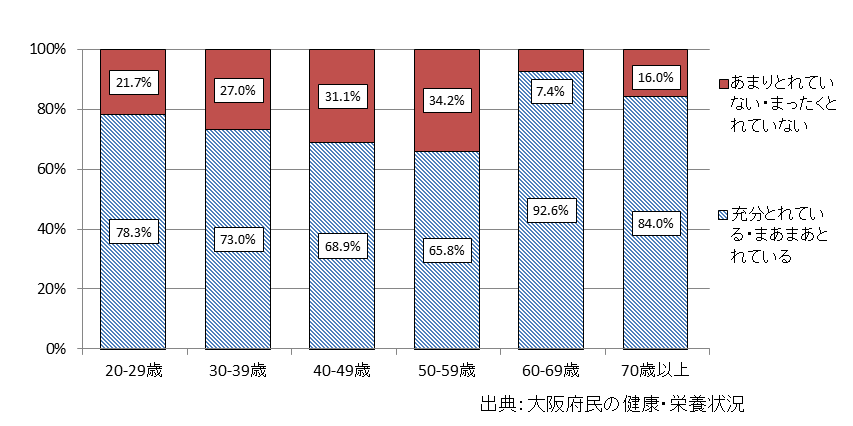 100%
80%
60%
40%
20%
0%
21.7%
27.0%
31.1%
34.2%
7.4%
16.0%
78.3%
73.0%
68.9%
65.8%
92.6%
84.0%
20-29歳
30-39歳
40-49歳
50-59歳
60-69歳
70歳以上
あまりとれてい
ない・まったくと
れていない
充分とれてい
る・まあまあと
れている
出典：大阪府民の健康・栄養状況